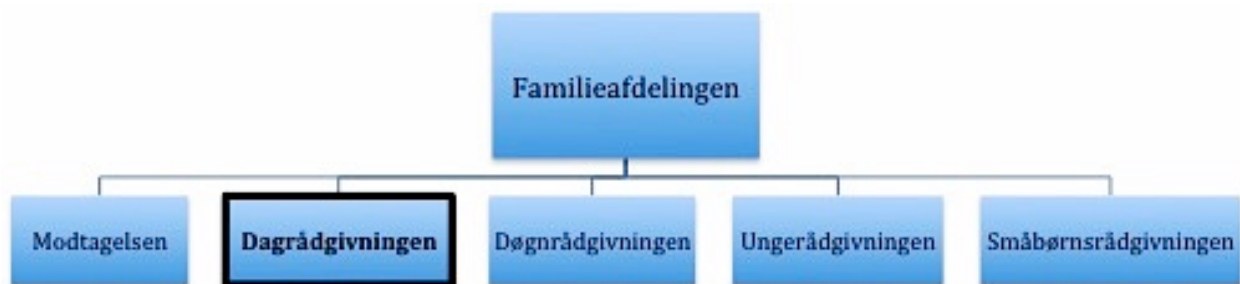 Familieafdelingen
Modtagelsen
Dagrådgivningen
Døgnrådgivningen
Ungerådgivningen
Småbørnsrådgivningen